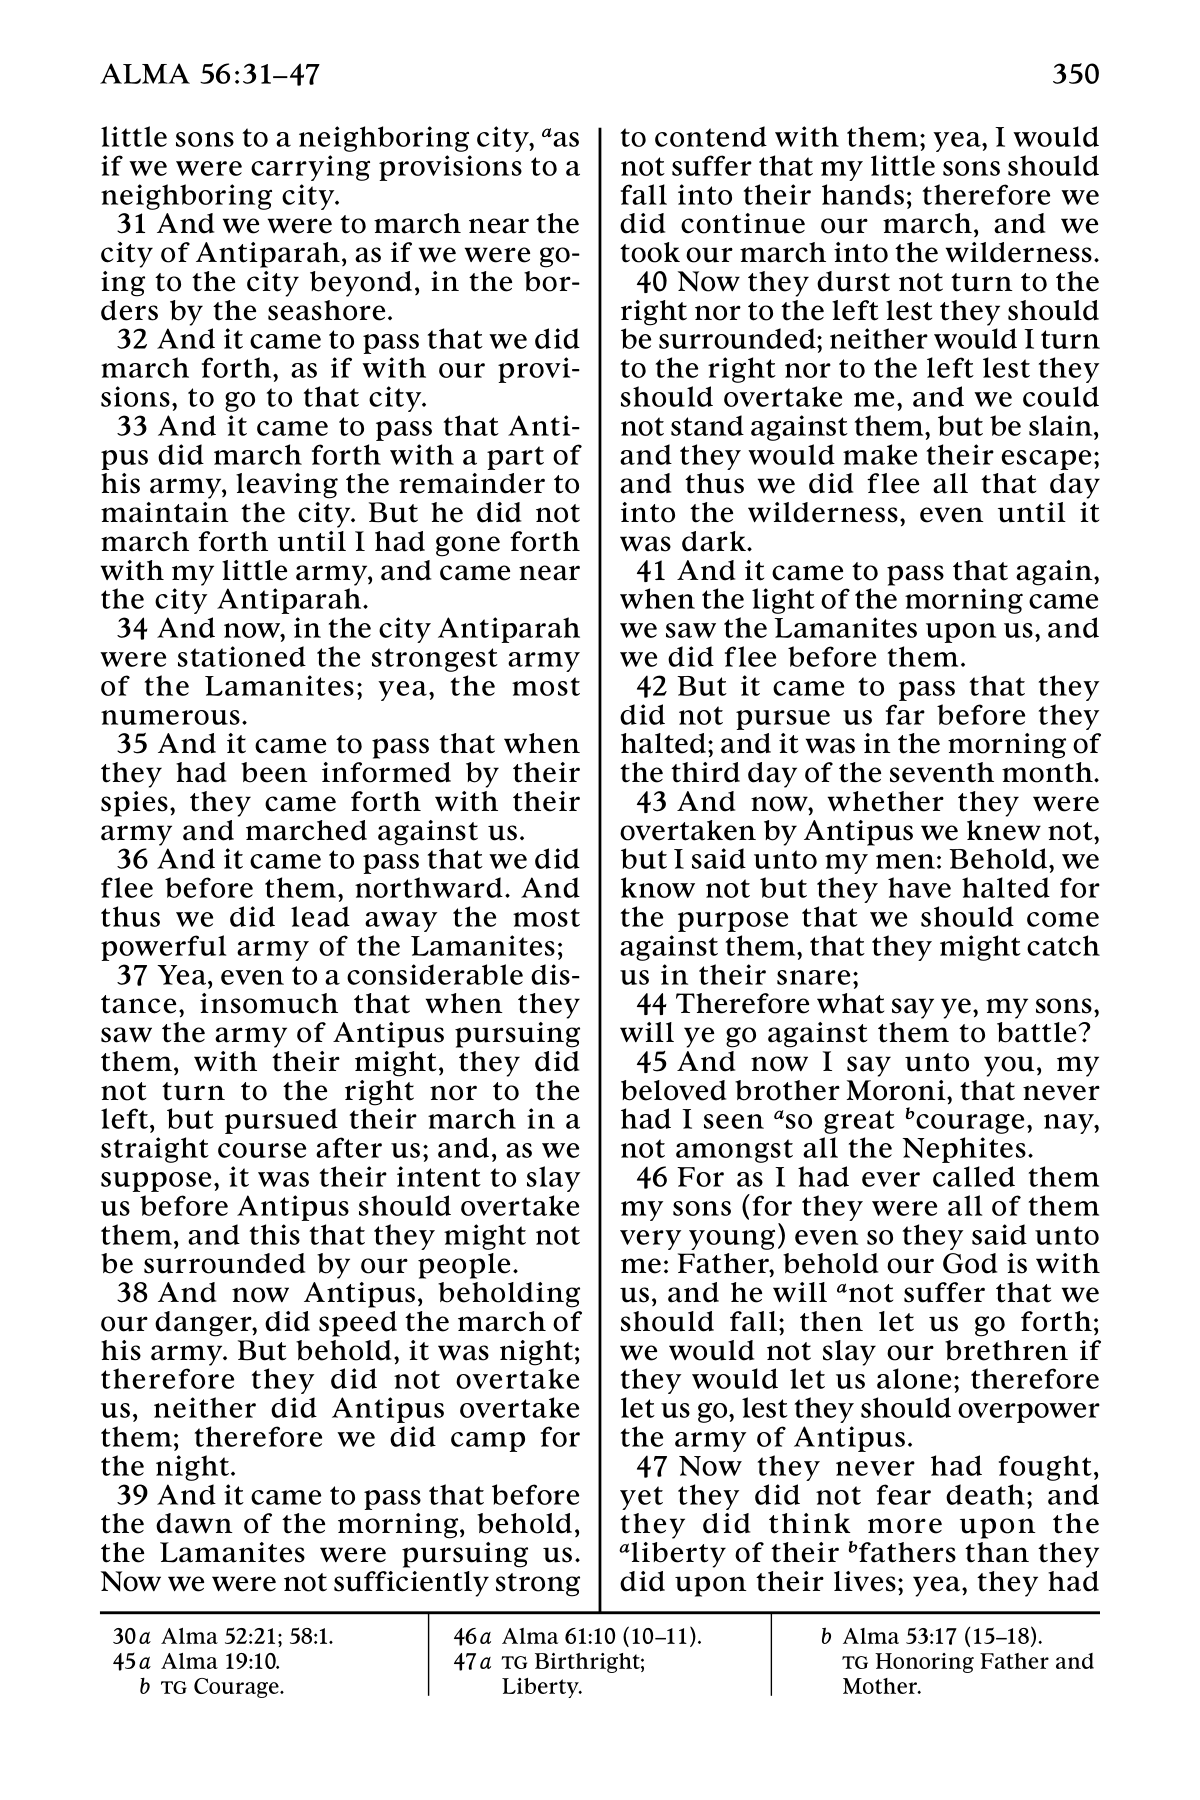 ALMA 56:31–47
350
little sons to a neighboring city, aas
if we were carrying provisions to a
neighboring city.
31 And we were to march near the
city of Antiparah, as if we were go-
ing to the city beyond, in the bor-
ders by the seashore.
32 And it came to pass that we did
march forth, as if with our provi-
sions, to go to that city.
33 And it came to pass that Anti-
pus did march forth with a part of
his army, leaving the remainder to
maintain the city. But he did not
march forth until I had gone forth
with my little army, and came near
the city Antiparah.
34 And now, in the city Antiparah
were stationed the strongest army
of the Lamanites; yea, the most
numerous.
35 And it came to pass that when
they had been informed by their
spies, they came forth with their
army and marched against us.
36 And it came to pass that we did
flee before them, northward. And
thus we did lead away the most
powerful army of the Lamanites;
37 Yea, even to a considerable dis-
tance, insomuch that when they
saw the army of Antipus pursuing
them, with their might, they did
not turn to the right nor to the
left, but pursued their march in a
straight course after us; and, as we
suppose, it was their intent to slay
us before Antipus should overtake
them, and this that they might not
be surrounded by our people.
38 And now Antipus, beholding
our danger, did speed the march of
his army. But behold, it was night;
therefore they did not overtake
us, neither did Antipus overtake
them; therefore we did camp for
the night.
39 And it came to pass that before
the dawn of the morning, behold,
the Lamanites were pursuing us.
Now we were not sufficiently strong
to contend with them; yea, I would
not suffer that my little sons should
fall into their hands; therefore we
did continue our march, and we
took our march into the wilderness.
40 Now they durst not turn to the
right nor to the left lest they should
be surrounded; neither would I turn
to the right nor to the left lest they
should overtake me, and we could
not stand against them, but be slain,
and they would make their escape;
and thus we did flee all that day
into the wilderness, even until it
was dark.
41 And it came to pass that again,
when the light of the morning came
we saw the Lamanites upon us, and
we did flee before them.
42 But it came to pass that they
did not pursue us far before they
halted; and it was in the morning of
the third day of the seventh month.
43 And now, whether they were
overtaken by Antipus we knew not,
but I said unto my men: Behold, we
know not but they have halted for
the purpose that we should come
against them, that they might catch
us in their snare;
44 Therefore what say ye, my sons,
will ye go against them to battle?
45 And now I say unto you, my
beloved brother Moroni, that never
had I seen aso great bcourage, nay,
not amongst all the Nephites.
46 For as I had ever called them
my sons (for they were all of them
very young) even so they said unto
me: Father, behold our God is with
us, and he will anot suffer that we
should fall; then let us go forth;
we would not slay our brethren if
they would let us alone; therefore
let us go, lest they should overpower
the army of Antipus.
47 Now they never had fought,
yet they did not fear death; and
they did think more upon the
aliberty of their bfathers than they
did upon their lives; yea, they had
30 a Alma 52:21; 58:1.
45 a Alma 19:10.
b TG Courage.
46 a Alma 61:10 (10–11).
47 a TG Birthright;
Liberty.
b Alma 53:17 (15–18).
TG Honoring Father and
Mother.